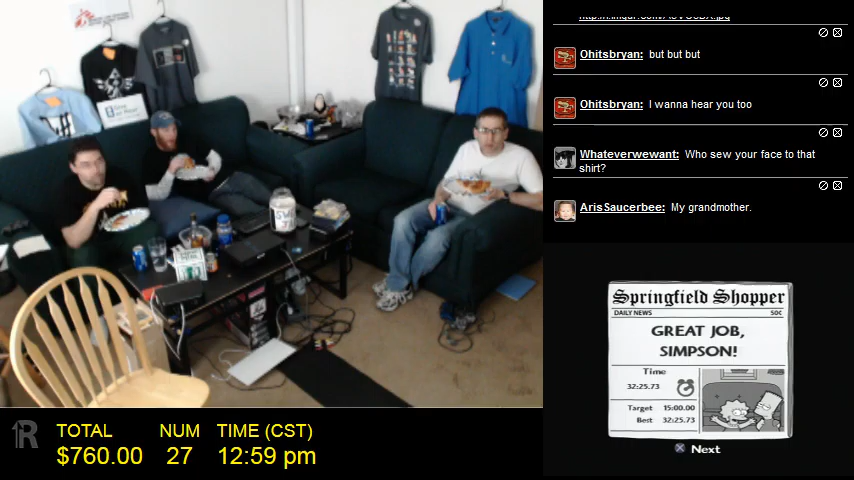 Ohitsbryan: but but but
Ohitsbryan: I wanna hear you too
Whateverwewant: Who sew your face to that
shirt?
ArisSaucerbee: My grandmother.
Springfield Shopper
DAILY NEWS 50¢
GREAT JOB,
SIMPSON!
Time
32:25.73
Target 15:00.00
Best 32:25.73
Next
TOTAL NUM TIME (CST)
$760.00 27 12:59 pm